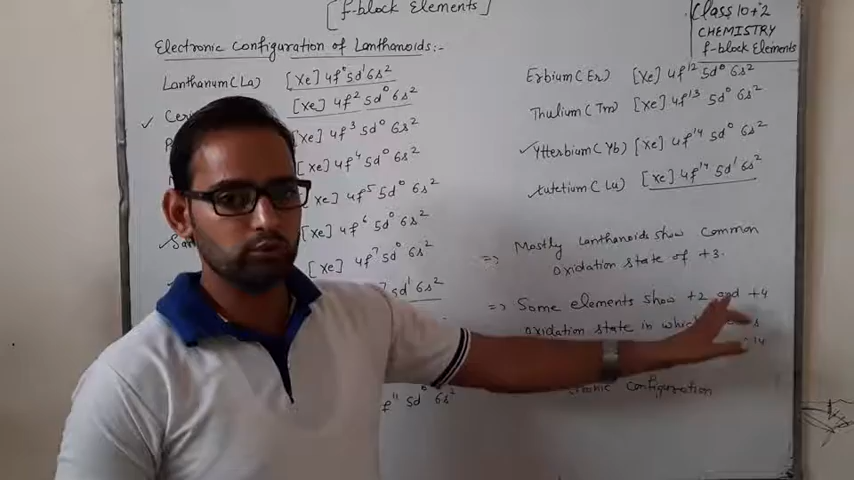 [f-block Elements]
Class 10+2
CHEMISTRY
f-block Elements
Electronic Configuration of Lanthanoids:-
Lanthanum (La) [Xe] 4f⁰ 5d¹ 6s²
✓ [Xe] 4f² 5d⁰ 6s²
[Xe] 4f³ 5d⁰ 6s²
[Xe] 4f⁴ 5d⁰ 6s²
[Xe] 4f⁵ 5d⁰ 6s²
[Xe] 4f⁶ 5d⁰ 6s²
[Xe] 4f⁷ 5d⁰ 6s²
5d¹ 6s²
5d⁰ 6s²
Erbium (Er) [Xe] 4f¹² 5d⁰ 6s²
Thulium (Tm) [Xe] 4f¹³ 5d⁰ 6s²
✓ Ytterbium (Yb) [Xe] 4f¹⁴ 5d⁰ 6s²
✓ Lutetium (Lu) [Xe] 4f¹⁴ 5d¹ 6s²
=> Mostly Lanthanoids show common
oxidation state of +3.
=> Some elements show +2 and +4
oxidation state in
Configuration